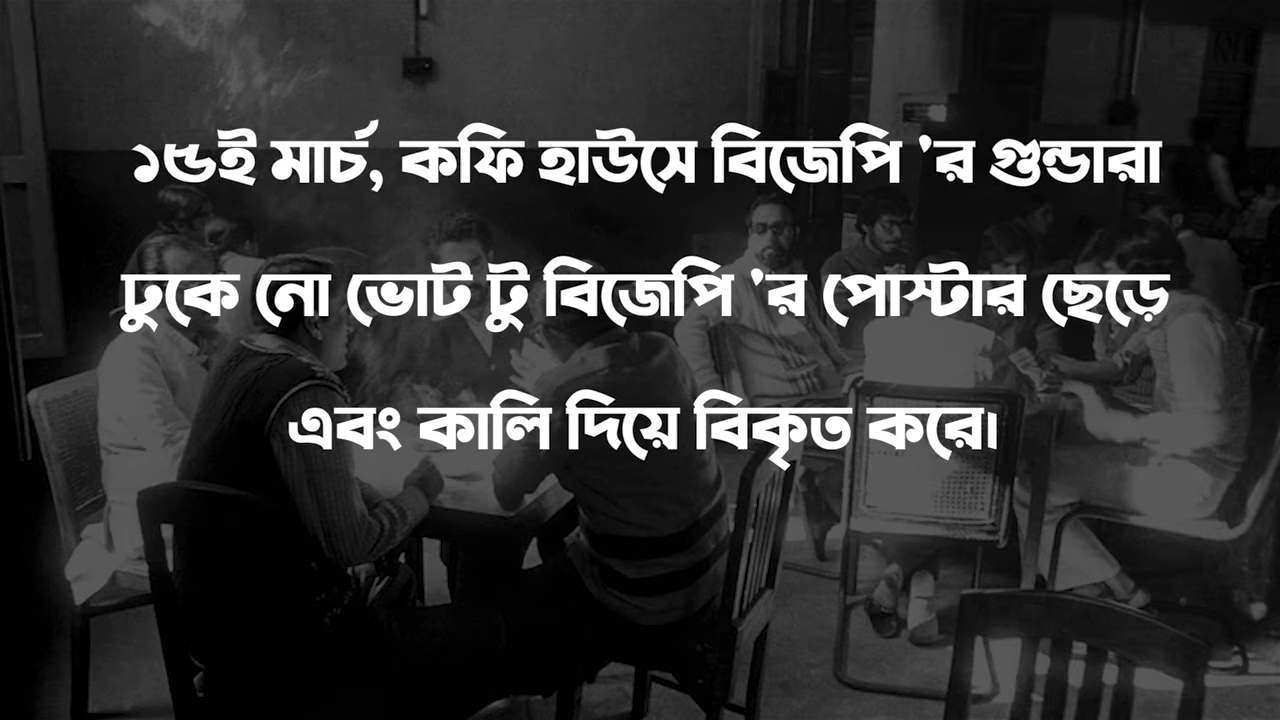 ১৫ই মার্চ, কফি হাউসে বিজেপি 'র গুন্ডারা
ঢুকে নো ভোট টু বিজেপি 'র পোস্টার ছেড়ে
এবং কালি দিয়ে বিকৃত করে।